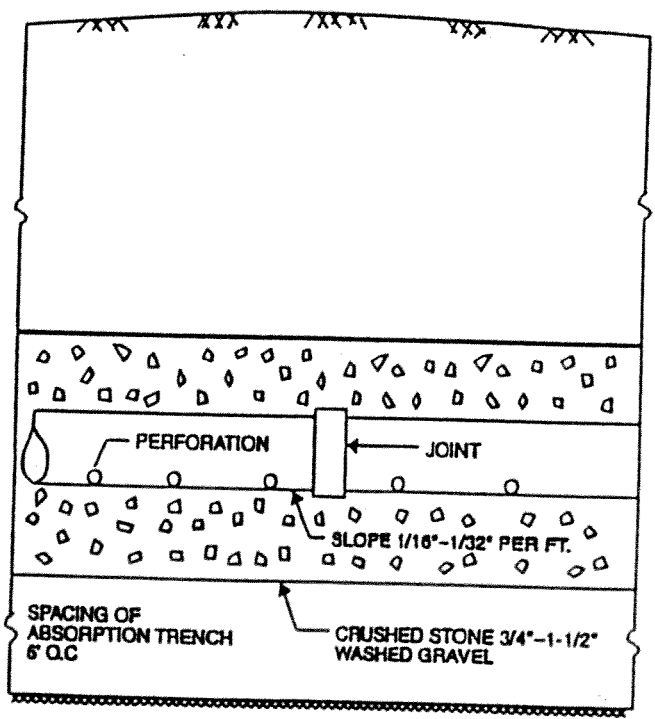 PERFORATION
JOINT
SLOPE 1/16"-1/32" PER FT.
SPACING OF
ABSORPTION TRENCH
6' O.C
CRUSHED STONE 3/4"-1-1/2"
WASHED GRAVEL